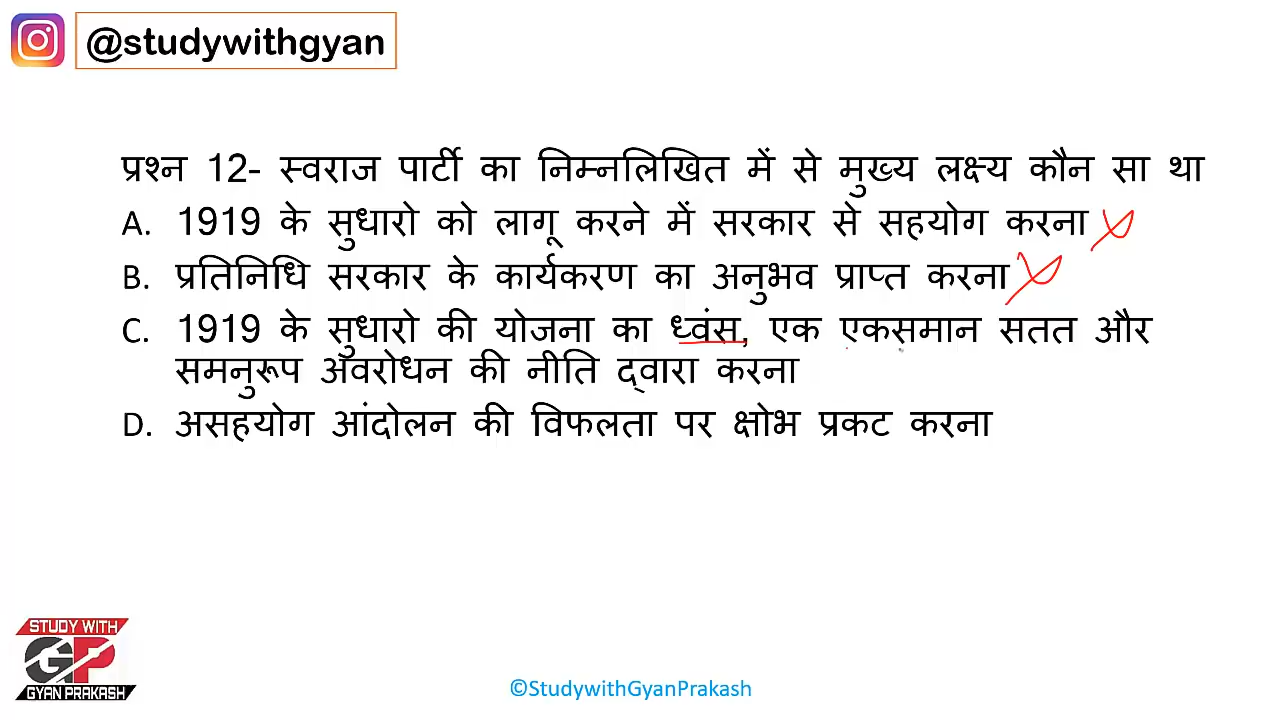 @studywithgyan
प्रश्न 12- स्वराज पार्टी का निम्नलिखित में से मुख्य लक्ष्य कौन सा था
A. 1919 के सुधारो को लागू करने में सरकार से सहयोग करना
B. प्रतिनिधि सरकार के कार्यकरण का अनुभव प्राप्त करना
C. 1919 के सुधारो की योजना का ध्वंस, एक एकसमान सतत और
समनुरूप अवरोधन की नीति द्वारा करना
D. असहयोग आंदोलन की विफलता पर क्षोभ प्रकट करना
STUDY WITH
GP
GYAN PRAKASH
©StudywithGyanPrakash